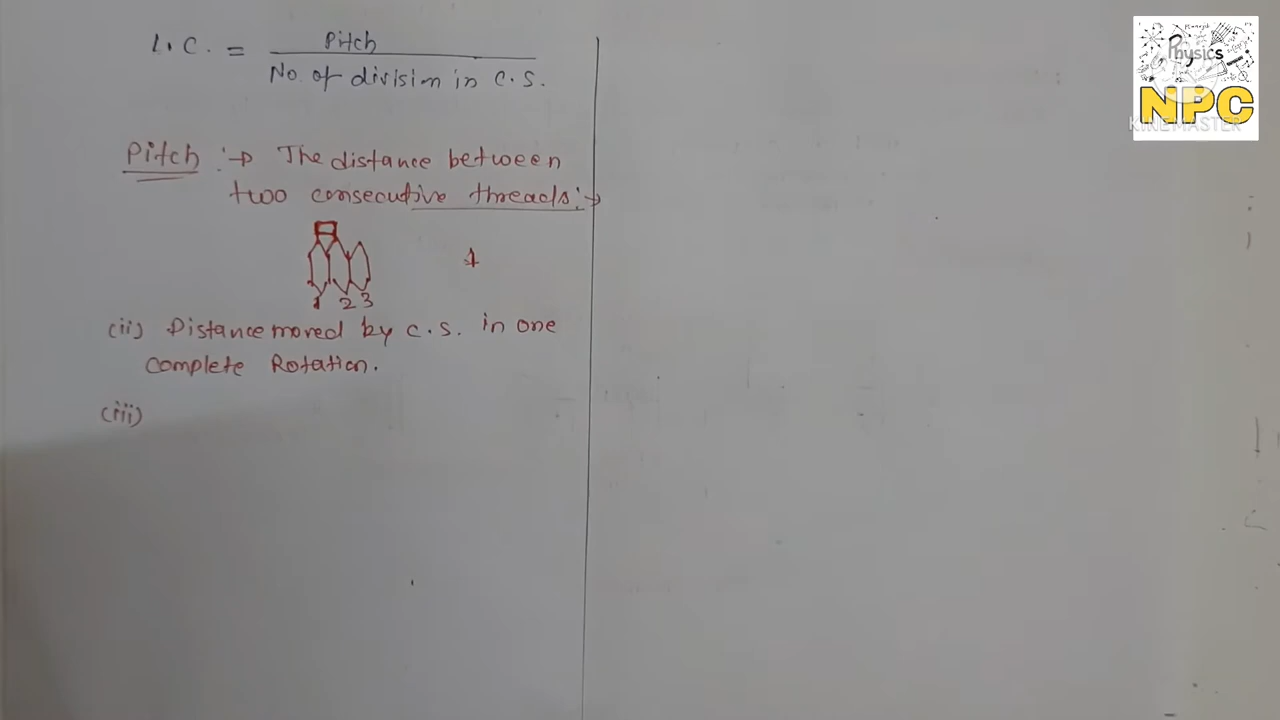 L.C. = Pitch
No. of division in C.S.
Pitch :→ The distance between
two consecutive threads:→
1 2 3
1
(ii) Distance moved by C.S. in one
Complete Rotation.
(iii)
Physics
NPC
KINEMASTER